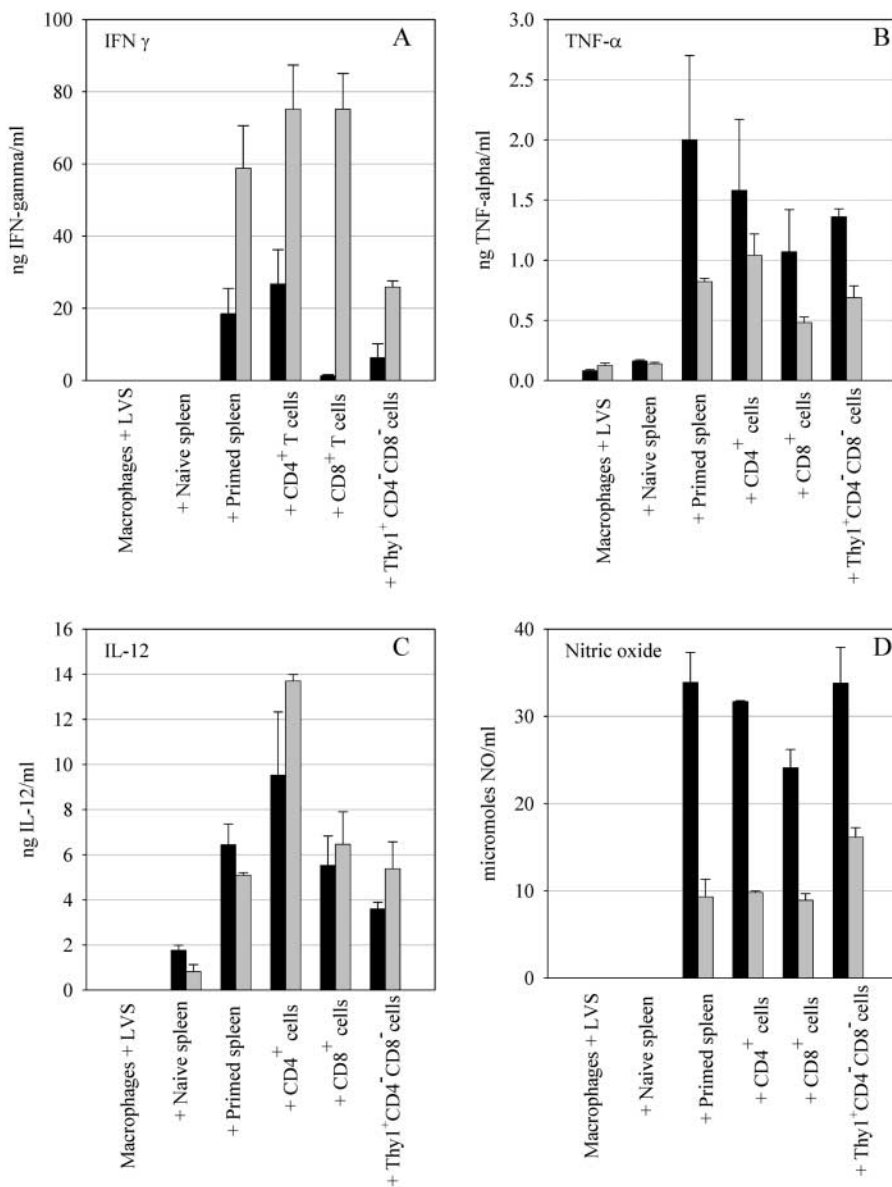 IFN γ
A
100
80
60
40
20
0
ng IFN-gamma/ml
Macrophages + LVS
+ Naive spleen
+ Primed spleen
+ CD4⁺ T cells
+ CD8⁺ T cells
+ Thy1⁺CD4⁻CD8⁻ cells
TNF-α
B
3.0
2.5
2.0
1.5
1.0
0.5
0.0
ng TNF-alpha/ml
Macrophages + LVS
+ Naive spleen
+ Primed spleen
+ CD4⁺ cells
+ CD8⁺ cells
+ Thy1⁺CD4⁻CD8⁻ cells
IL-12
C
16
14
12
10
8
6
4
2
0
ng IL-12/ml
Macrophages + LVS
+ Naive spleen
+ Primed spleen
+ CD4⁺ cells
+ CD8⁺ cells
+ Thy1⁺CD4⁻CD8⁻ cells
Nitric oxide
D
40
30
20
10
0
micromoles NO/ml
Macrophages + LVS
+ Naive spleen
+ Primed spleen
+ CD4⁺ cells
+ CD8⁺ cells
+ Thy1⁺CD4⁻CD8⁻ cells